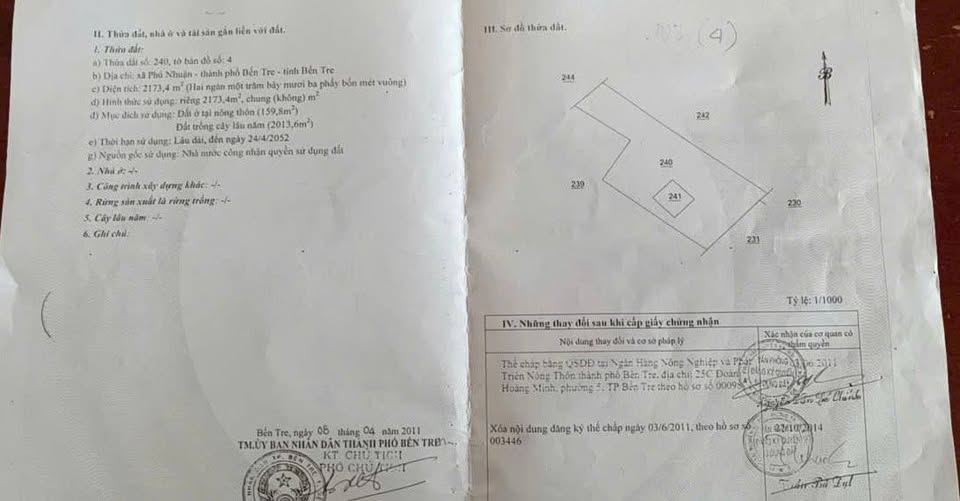 II. Thửa đất, nhà ở và tài sản gắn liền với đất.
1. Thửa đất:
a) Thửa đất số: 240, tờ bản đồ số: 4
b) Địa chỉ: xã Phú Nhuận - thành phố Bến Tre - tỉnh Bến Tre
c) Diện tích: 2173,4 m² (Hai ngàn một trăm bảy mươi ba phẩy bốn mét vuông)
d) Hình thức sử dụng: riêng 2173,4m², chung (không) m²
đ) Mục đích sử dụng: Đất ở tại nông thôn (159,8m²)
Đất trồng cây lâu năm (2013,6m²)
e) Thời hạn sử dụng: Lâu dài, đến ngày 24/4/2052
g) Nguồn gốc sử dụng: Nhà nước công nhận quyền sử dụng đất
2. Nhà ở: -/-
3. Công trình xây dựng khác: -/-
4. Rừng sản xuất là rừng trồng: -/-
5. Cây lâu năm: -/-
6. Ghi chú:
Bến Tre, ngày 08 tháng 04 năm 2011
TM.ỦY BAN NHÂN DÂN THÀNH PHỐ BẾN TRE
KT. CHỦ TỊCH
PHÓ CHỦ TỊCH
III. Sơ đồ thửa đất.
(4)
244
242
240
239
241
230
231
Tỷ lệ: 1/1000
IV. Những thay đổi sau khi cấp giấy chứng nhận
Nội dung thay đổi và cơ sở pháp lý
Xác nhận của cơ quan có
thẩm quyền
Thế chấp bằng QSDĐ tại Ngân Hàng Nông Nghiệp và Phát
Triển Nông Thôn thành phố Bến Tre, địa chỉ: 25C Đoàn
Hoàng Minh, phường 5, TP Bến Tre theo hồ sơ số
Xóa nội dung đăng ký thế chấp ngày 03/6/2011, theo hồ sơ số
003446